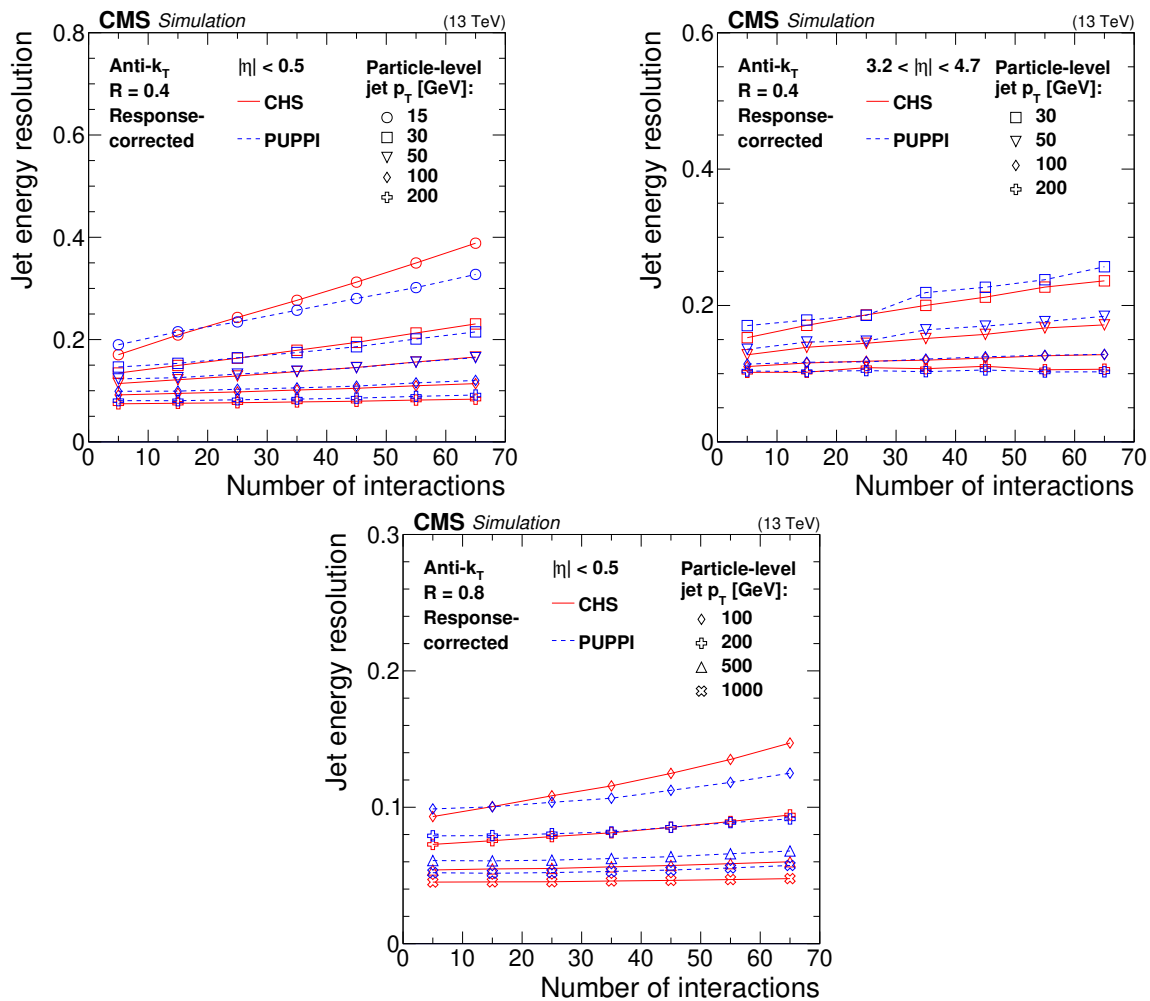 CMS Simulation (13 TeV)
Jet energy resolution
0.8
0.6
0.4
0.2
0
Anti-k_T |η| < 0.5 Particle-level
R = 0.4 CHS jet p_T [GeV]:
Response- PUPPI 15
corrected 30
50
100
200
0 10 20 30 40 50 60 70
Number of interactions
CMS Simulation (13 TeV)
Jet energy resolution
0.6
0.4
0.2
0
Anti-k_T 3.2 < |η| < 4.7 Particle-level
R = 0.4 CHS jet p_T [GeV]:
Response- PUPPI 30
corrected 50
100
200
0 10 20 30 40 50 60 70
Number of interactions
CMS Simulation (13 TeV)
Jet energy resolution
0.3
0.2
0.1
0
Anti-k_T |η| < 0.5 Particle-level
R = 0.8 CHS jet p_T [GeV]:
Response- PUPPI 100
corrected 200
500
1000
0 10 20 30 40 50 60 70
Number of interactions